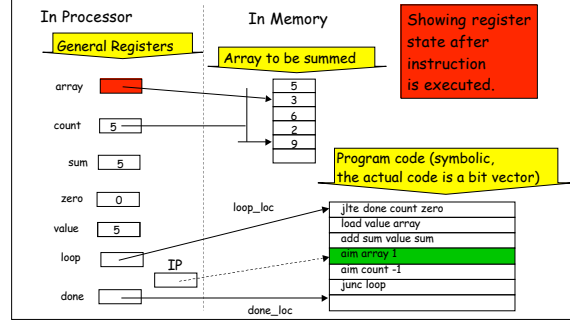 In Processor
In Memory
Showing register
state after
instruction
is executed.
General Registers
Array to be summed
array
5
3
6
2
9
count
5
sum
5
Program code (symbolic,
the actual code is a bit vector)
zero
0
value
5
loop
loop_loc
IP
jlte done count zero
load value array
add sum value sum
aim array 1
aim count -1
junc loop
done
done_loc